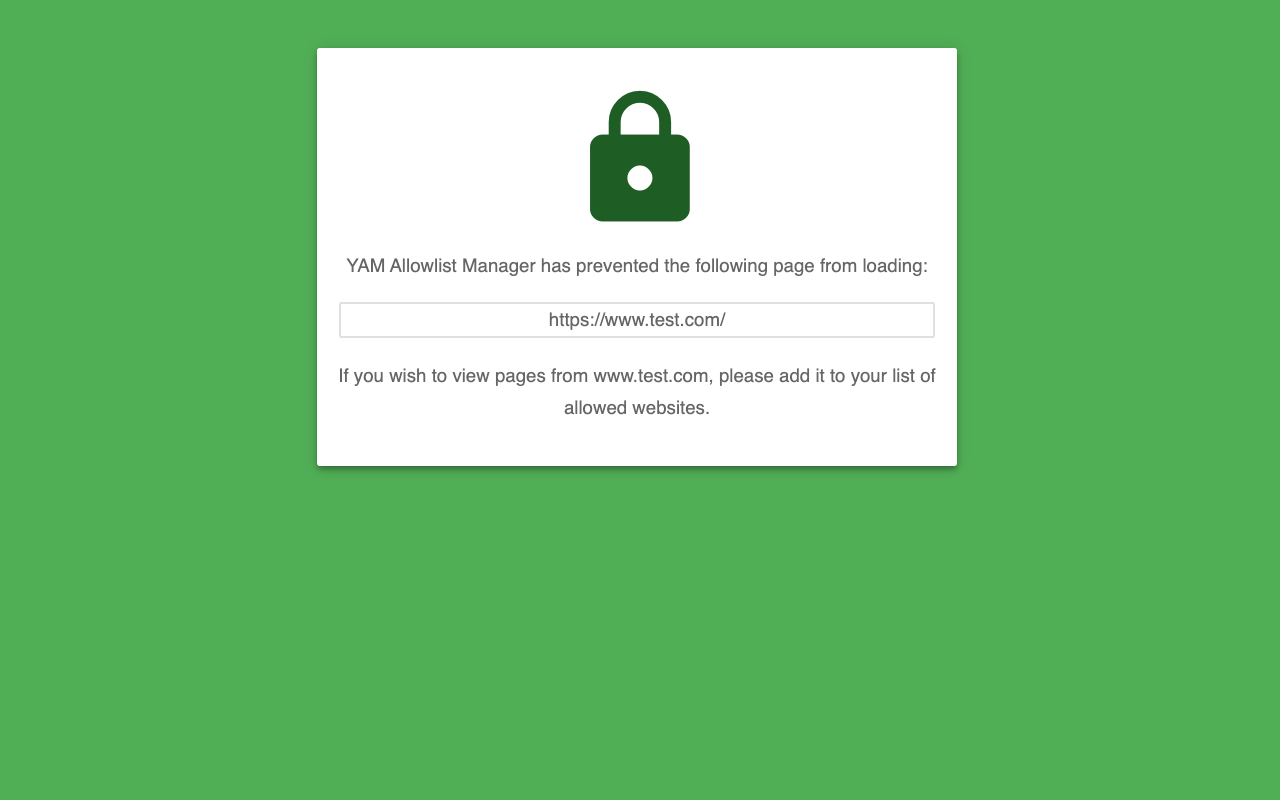 YAM Allowlist Manager has prevented the following page from loading:
https://www.test.com/
If you wish to view pages from www.test.com, please add it to your list of
allowed websites.